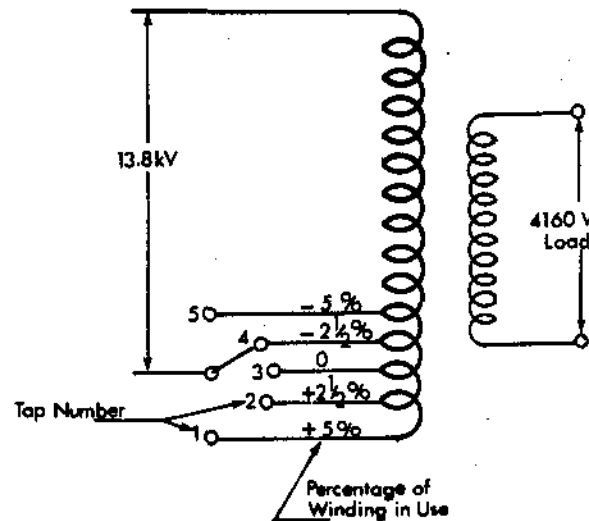 13.8kV
4160 V
Load
5 - 5%
4 - 2½%
3 0
2 +2½%
Tap Number
1 +5%
Percentage of
Winding in Use